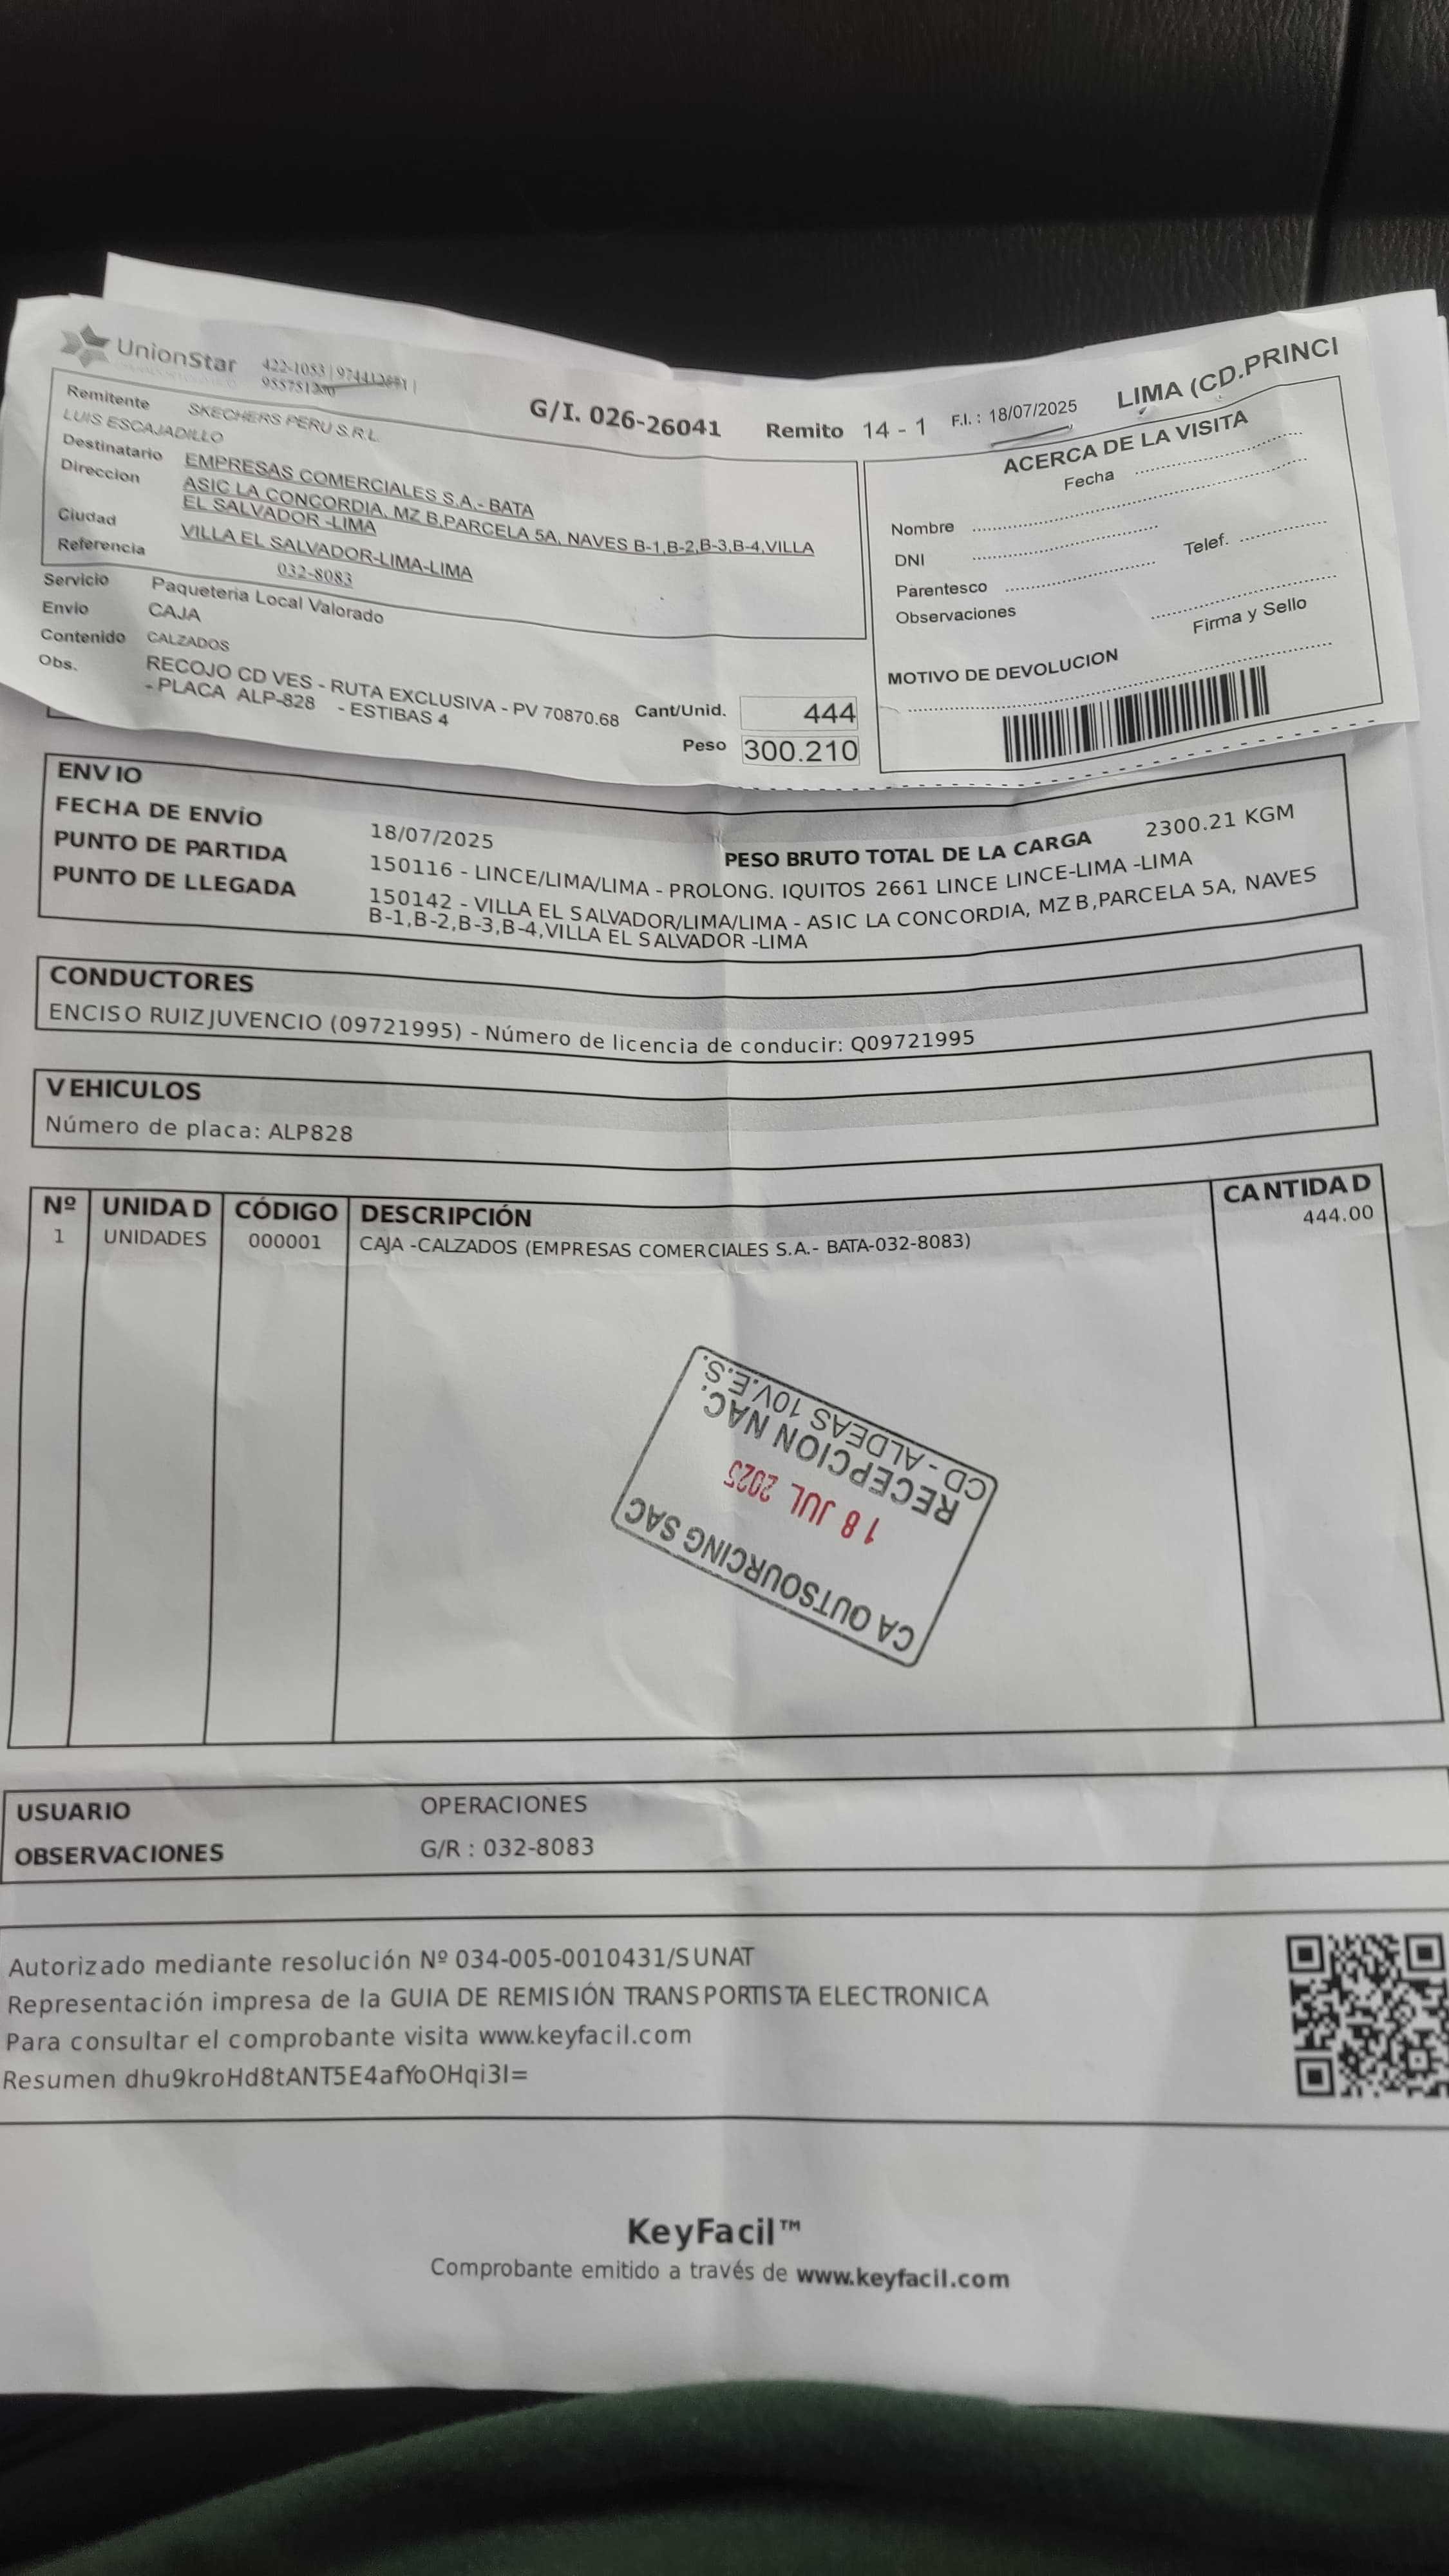 UnionStar
422-1053 | 974412691 |
955751200
G/I. 026-26041
Remito 14 - 1
F.I. : 18/07/2025
LIMA (CD.PRINCI
Remitente SKECHERS PERU S.R.L.
LUIS ESCAJADILLO
Destinatario EMPRESAS COMERCIALES S.A.- BATA
Direccion ASIC LA CONCORDIA, MZ B,PARCELA 5A, NAVES B-1,B-2,B-3,B-4,VILLA
EL SALVADOR -LIMA
Ciudad VILLA EL SALVADOR-LIMA-LIMA
Referencia 032-8083
Servicio Paqueteria Local Valorado
Envio CAJA
Contenido CALZADOS
Obs. RECOJO CD VES - RUTA EXCLUSIVA - PV 70870.68
- PLACA ALP-828 - ESTIBAS 4
Cant/Unid. 444
Peso 300.210
ACERCA DE LA VISITA
Fecha
Nombre
DNI
Telef.
Parentesco
Observaciones
Firma y Sello
MOTIVO DE DEVOLUCION
ENVIO
FECHA DE ENVÍO 18/07/2025 PESO BRUTO TOTAL DE LA CARGA 2300.21 KGM
PUNTO DE PARTIDA 150116 - LINCE/LIMA/LIMA - PROLONG. IQUITOS 2661 LINCE LINCE-LIMA -LIMA
PUNTO DE LLEGADA 150142 - VILLA EL SALVADOR/LIMA/LIMA - ASIC LA CONCORDIA, MZ B,PARCELA 5A, NAVES
B-1,B-2,B-3,B-4,VILLA EL SALVADOR -LIMA
CONDUCTORES
ENCISO RUIZ JUVENCIO (09721995) - Número de licencia de conducir: Q09721995
VEHICULOS
Número de placa: ALP828
Nº UNIDAD CÓDIGO DESCRIPCIÓN CANTIDAD
1 UNIDADES 000001 CAJA -CALZADOS (EMPRESAS COMERCIALES S.A.- BATA-032-8083) 444.00
CA OUTSOURCING SAC
18 JUL 2025
RECEPCION NAC.
CD - ALDEAS 10V.E.S.
USUARIO OPERACIONES
OBSERVACIONES G/R : 032-8083
Autorizado mediante resolución Nº 034-005-0010431/SUNAT
Representación impresa de la GUIA DE REMISIÓN TRANSPORTISTA ELECTRONICA
Para consultar el comprobante visita www.keyfacil.com
Resumen dhu9kroHd8tANT5E4afYoOHqi3I=
KeyFacil™
Comprobante emitido a través de www.keyfacil.com